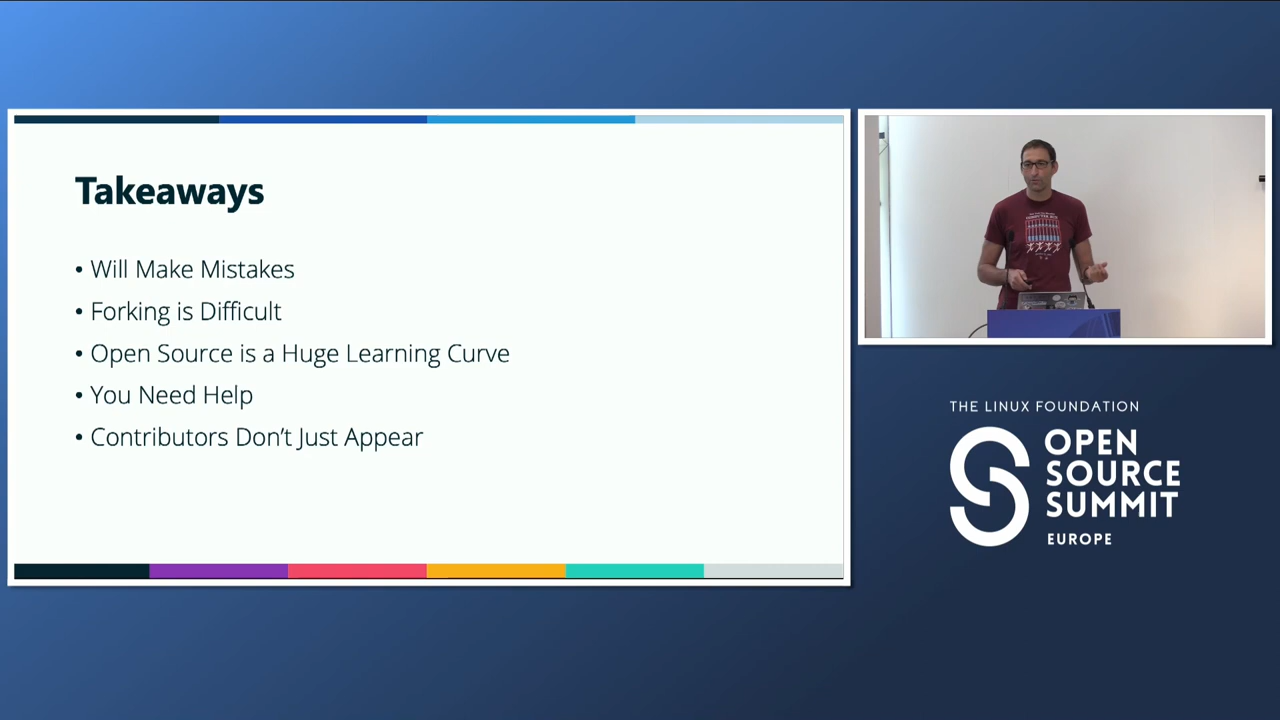 Takeaways
• Will Make Mistakes
• Forking is Difficult
• Open Source is a Huge Learning Curve
• You Need Help
• Contributors Don’t Just Appear
THE LINUX FOUNDATION
OPEN
SOURCE
SUMMIT
EUROPE